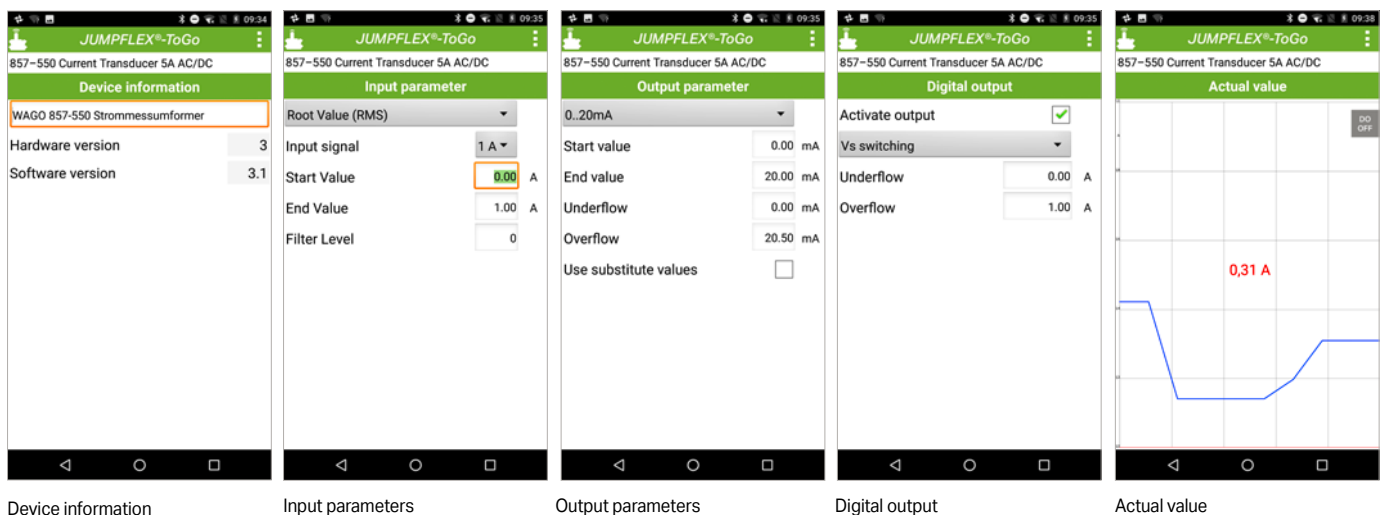 09:34
JUMPFLEX®-ToGo
857-550 Current Transducer 5A AC/DC
Device information
WAGO 857-550 Strommessumformer
Hardware version 3
Software version 3.1
Device information
09:35
JUMPFLEX®-ToGo
857-550 Current Transducer 5A AC/DC
Input parameter
Root Value (RMS)
Input signal 1 A
Start Value 0.00 A
End Value 1.00 A
Filter Level 0
Input parameters
09:35
JUMPFLEX®-ToGo
857-550 Current Transducer 5A AC/DC
Output parameter
0..20mA
Start value 0.00 mA
End value 20.00 mA
Underflow 0.00 mA
Overflow 20.50 mA
Use substitute values
Output parameters
09:35
JUMPFLEX®-ToGo
857-550 Current Transducer 5A AC/DC
Digital output
Activate output
Vs switching
Underflow 0.00 A
Overflow 1.00 A
Digital output
09:38
JUMPFLEX®-ToGo
857-550 Current Transducer 5A AC/DC
Actual value
DO
OFF
0,31 A
Actual value